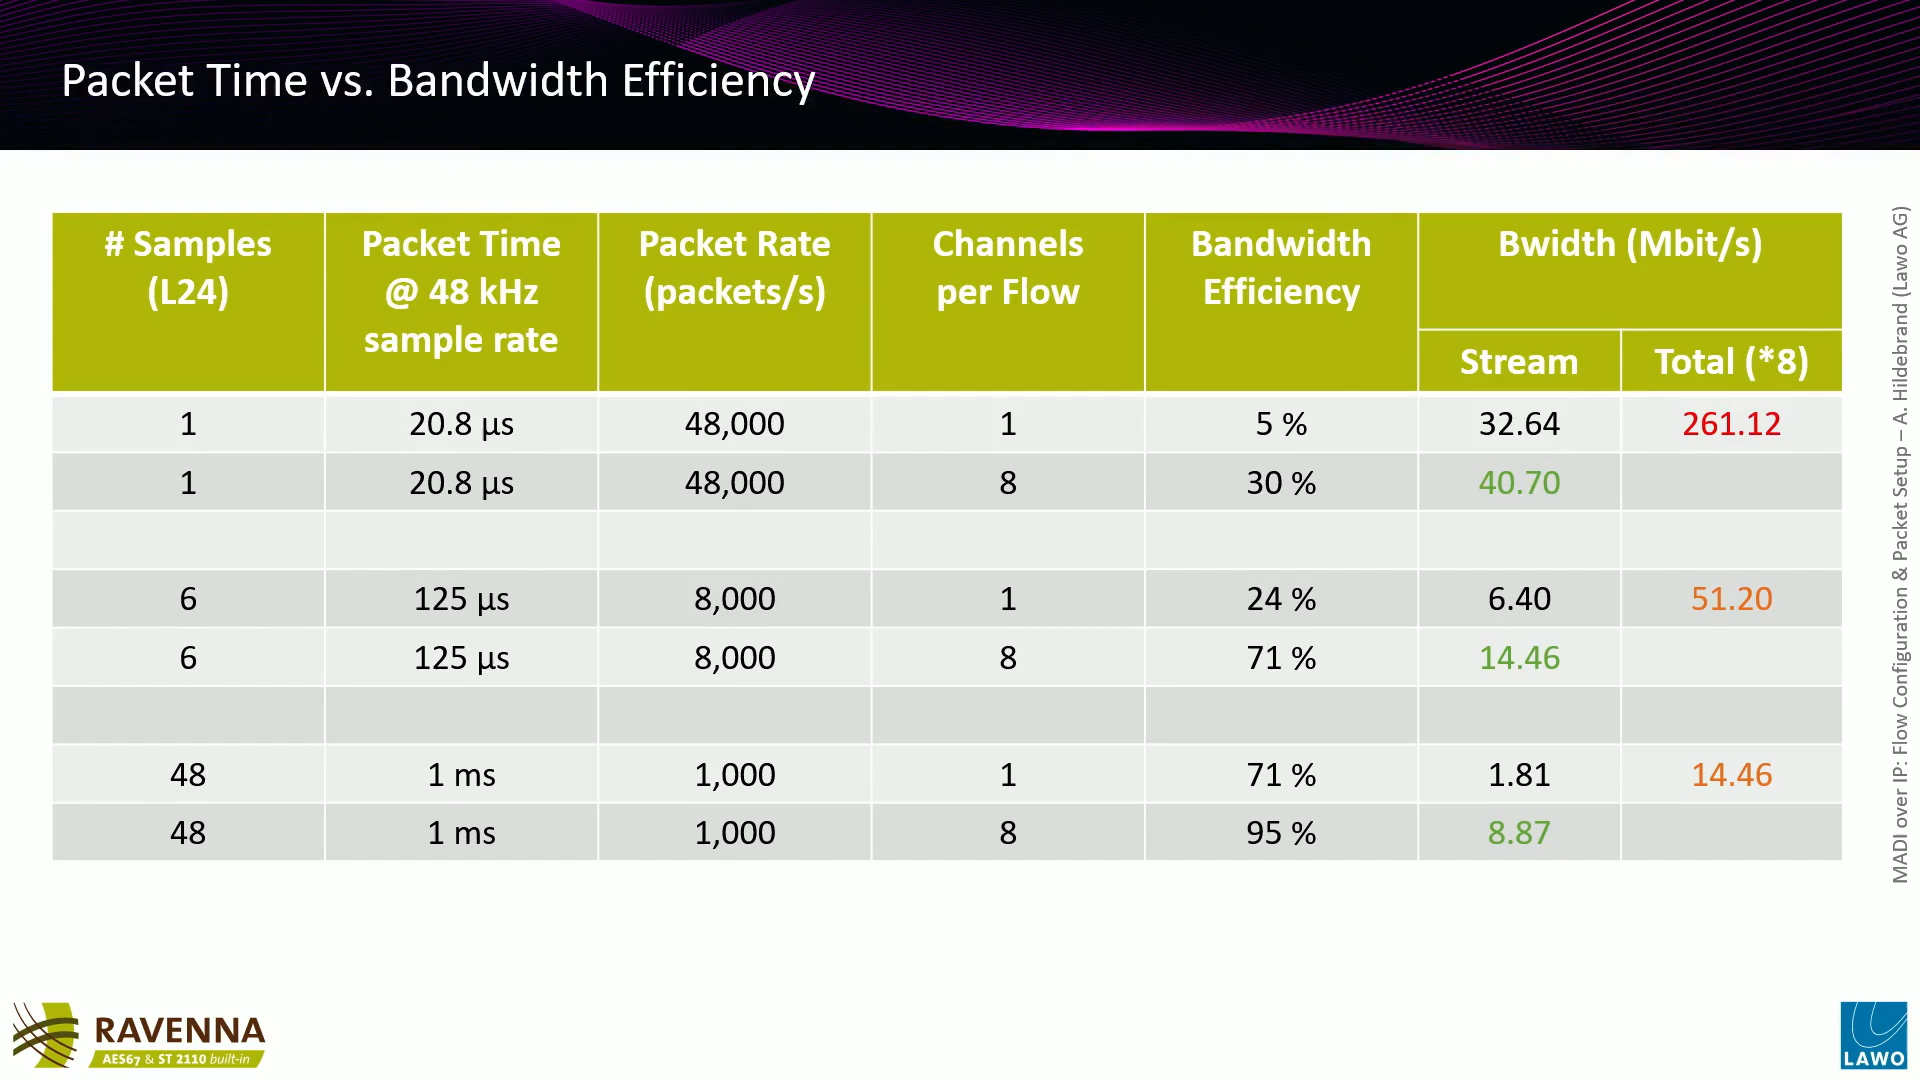 Packet Time vs. Bandwidth Efficiency
# Samples (L24) Packet Time @ 48 kHz sample rate Packet Rate (packets/s) Channels per Flow Bandwidth Efficiency Bwidth (Mbit/s)
Stream Total (*8)
1 20.8 µs 48,000 1 5 % 32.64 261.12
1 20.8 µs 48,000 8 30 % 40.70
6 125 µs 8,000 1 24 % 6.40 51.20
6 125 µs 8,000 8 71 % 14.46
48 1 ms 1,000 1 71 % 1.81 14.46
48 1 ms 1,000 8 95 % 8.87
MADI over IP: Flow Configuration & Packet Setup – A. Hildebrand (Lawo AG)
RAVENNA
AES67 & ST 2110 built-in
LAWO